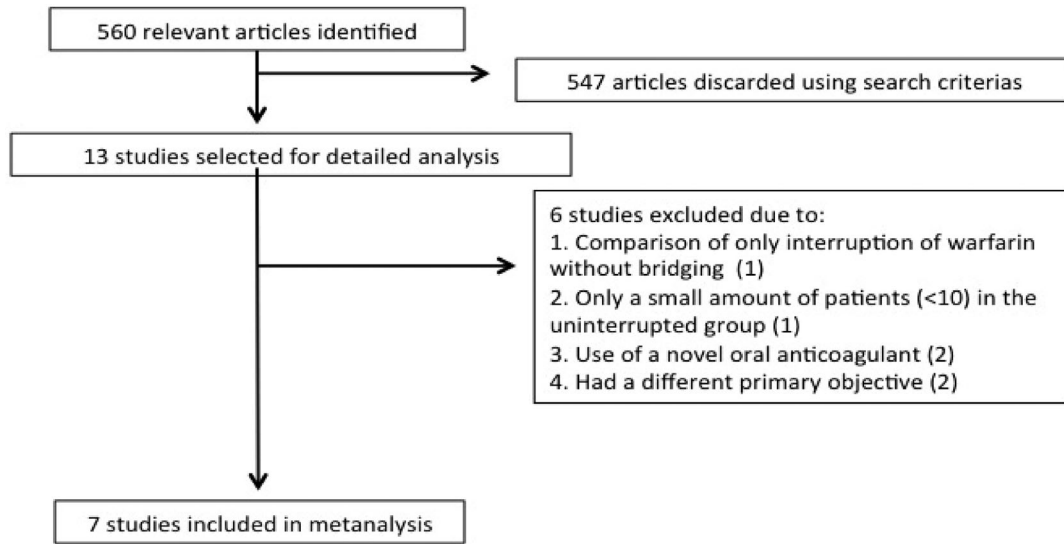 560 relevant articles identified
547 articles discarded using search criterias
13 studies selected for detailed analysis
6 studies excluded due to:
1. Comparison of only interruption of warfarin
without bridging (1)
2. Only a small amount of patients (<10) in the
uninterrupted group (1)
3. Use of a novel oral anticoagulant (2)
4. Had a different primary objective (2)
7 studies included in metanalysis